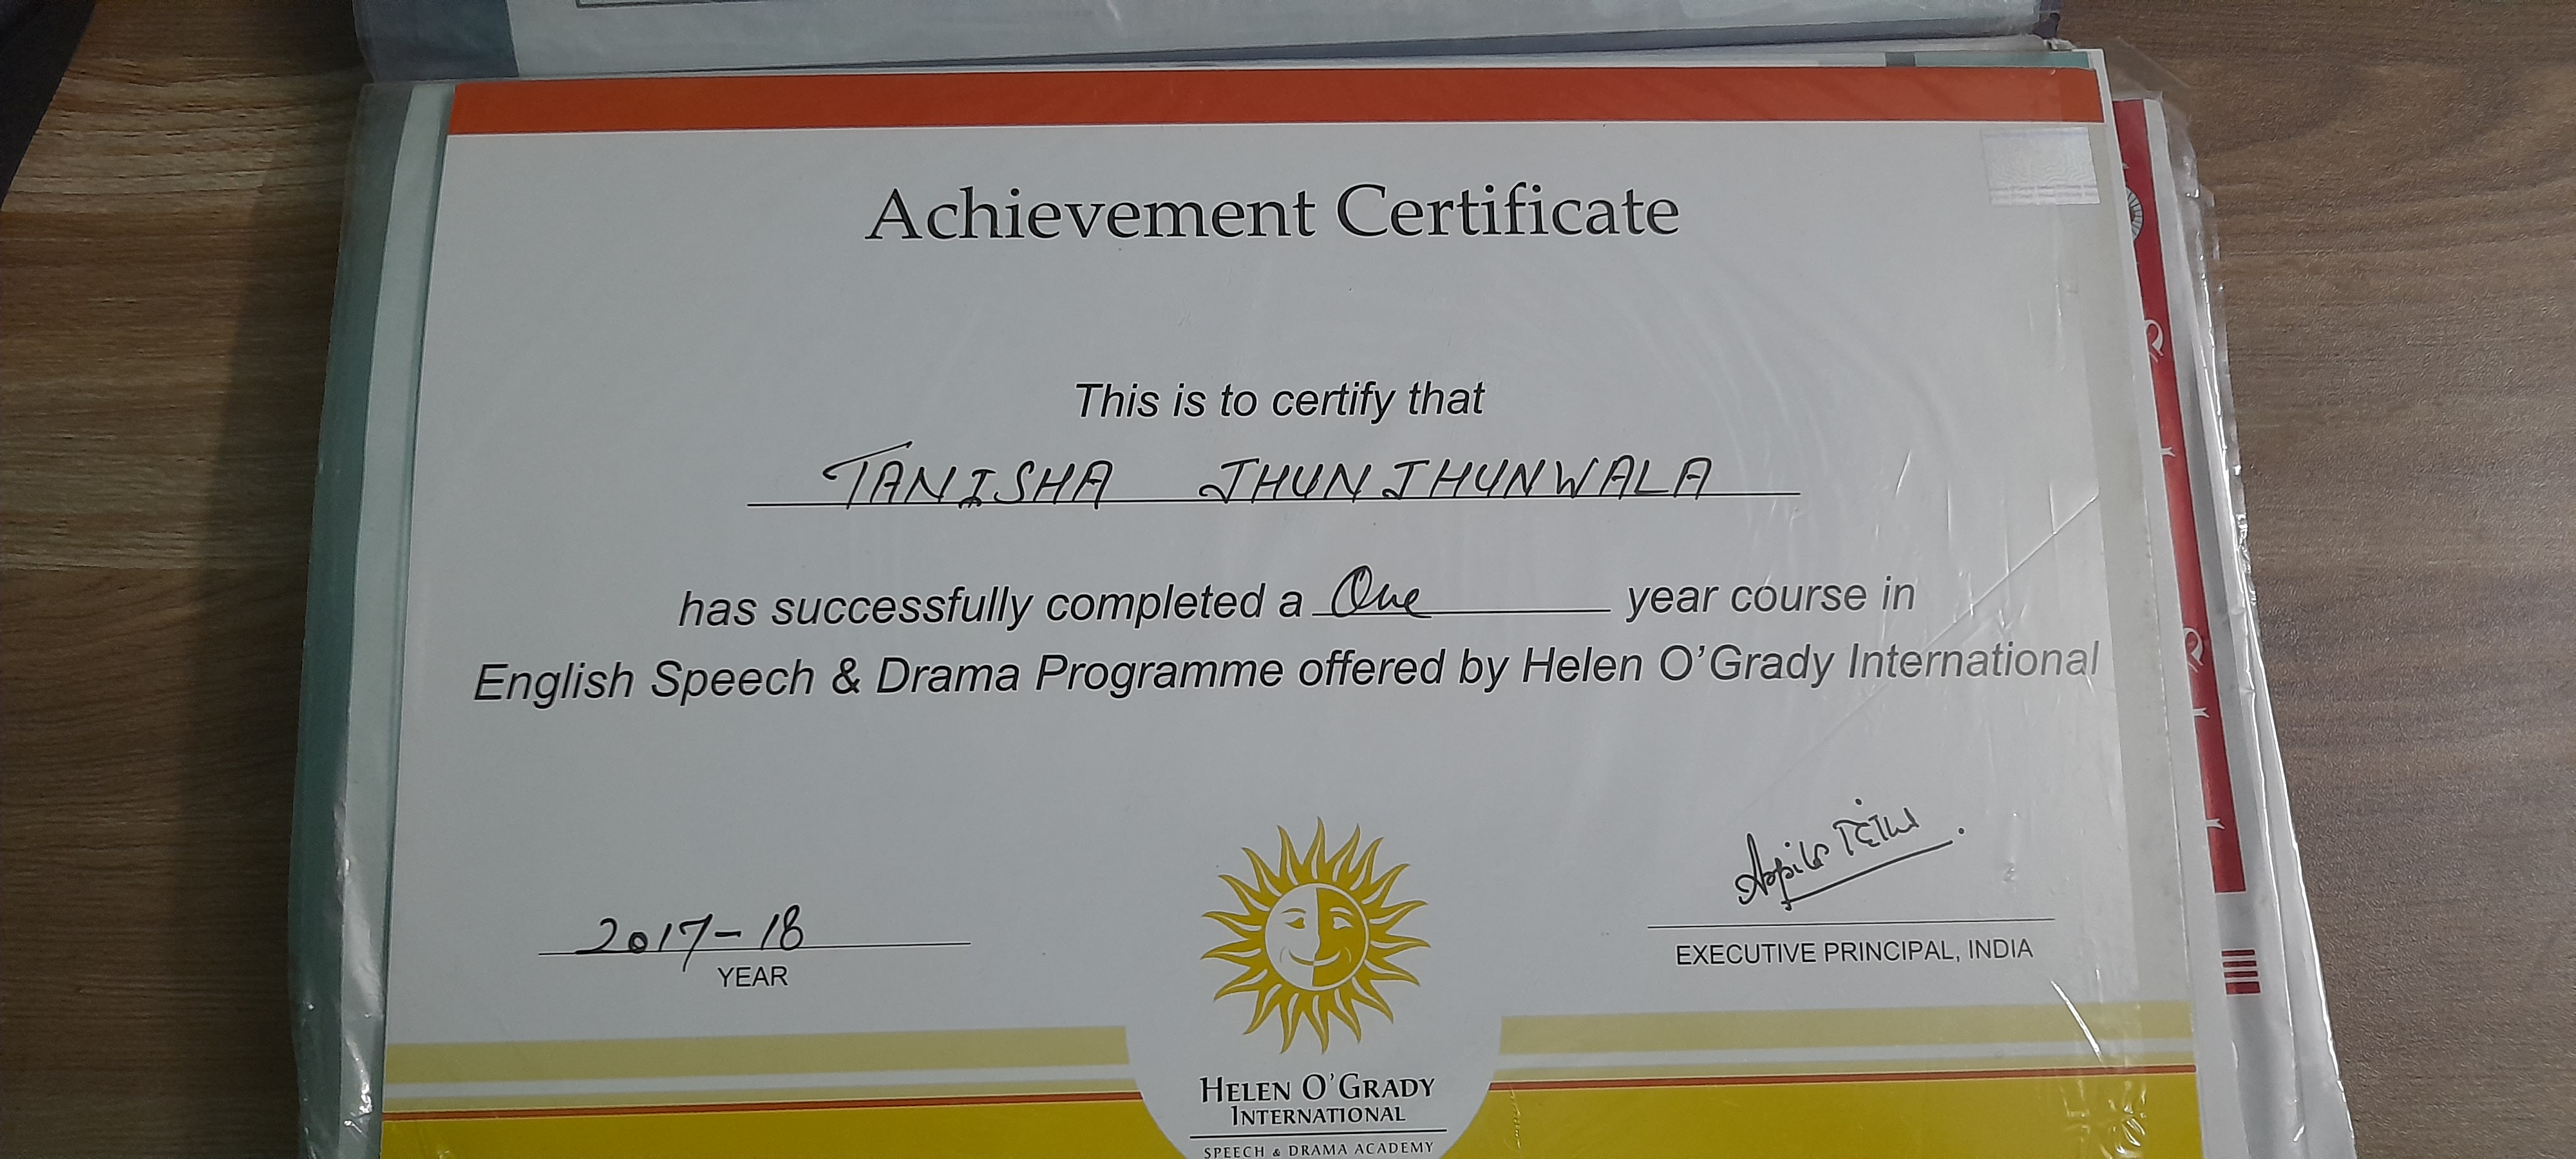 Achievement Certificate
This is to certify that
TANISHA JHUNJHUNWALA
has successfully completed a One year course in
English Speech & Drama Programme offered by Helen O'Grady International
2017-18
YEAR
EXECUTIVE PRINCIPAL, INDIA
HELEN O'GRADY
INTERNATIONAL
SPEECH & DRAMA ACADEMY